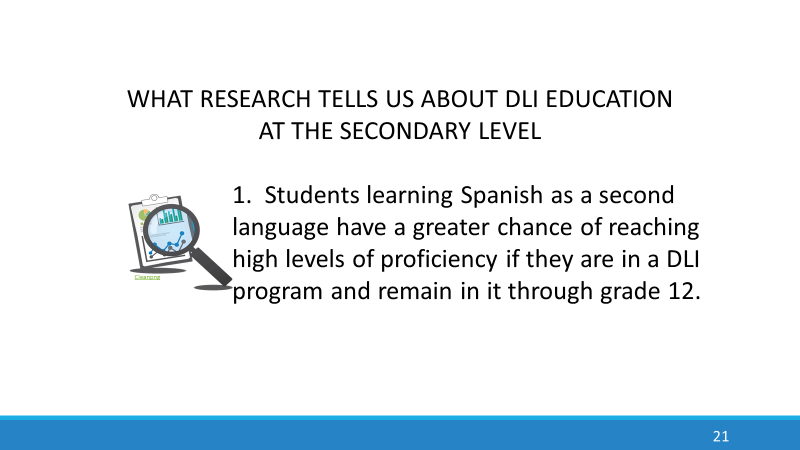 WHAT RESEARCH TELLS US ABOUT DLI EDUCATION
AT THE SECONDARY LEVEL
1. Students learning Spanish as a second
language have a greater chance of reaching
high levels of proficiency if they are in a DLI
program and remain in it through grade 12.
Cleanpng
21